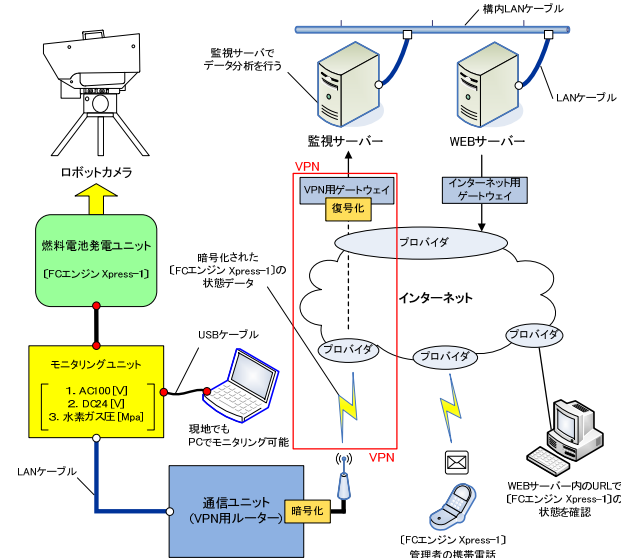 構内LANケーブル
監視サーバで
データ分析を行う
LANケーブル
監視サーバー
WEBサーバー
ロボットカメラ
VPN
VPN用ゲートウェイ
復号化
インターネット用
ゲートウェイ
燃料電池発電ユニット
〔FCエンジン Xpress-1〕
プロバイダ
暗号化された
〔FCエンジン Xpress-1〕の
状態データ
インターネット
プロバイダ
プロバイダ
プロバイダ
USBケーブル
モニタリングユニット
1. AC100[V]
2. DC24[V]
3. 水素ガス圧[Mpa]
現地でも
PCでモニタリング可能
VPN
LANケーブル
通信ユニット
(VPN用ルーター)
暗号化
WEBサーバー内のURLで
〔FCエンジン Xpress-1〕の
状態を確認
〔FCエンジン Xpress-1〕
管理者の携帯電話